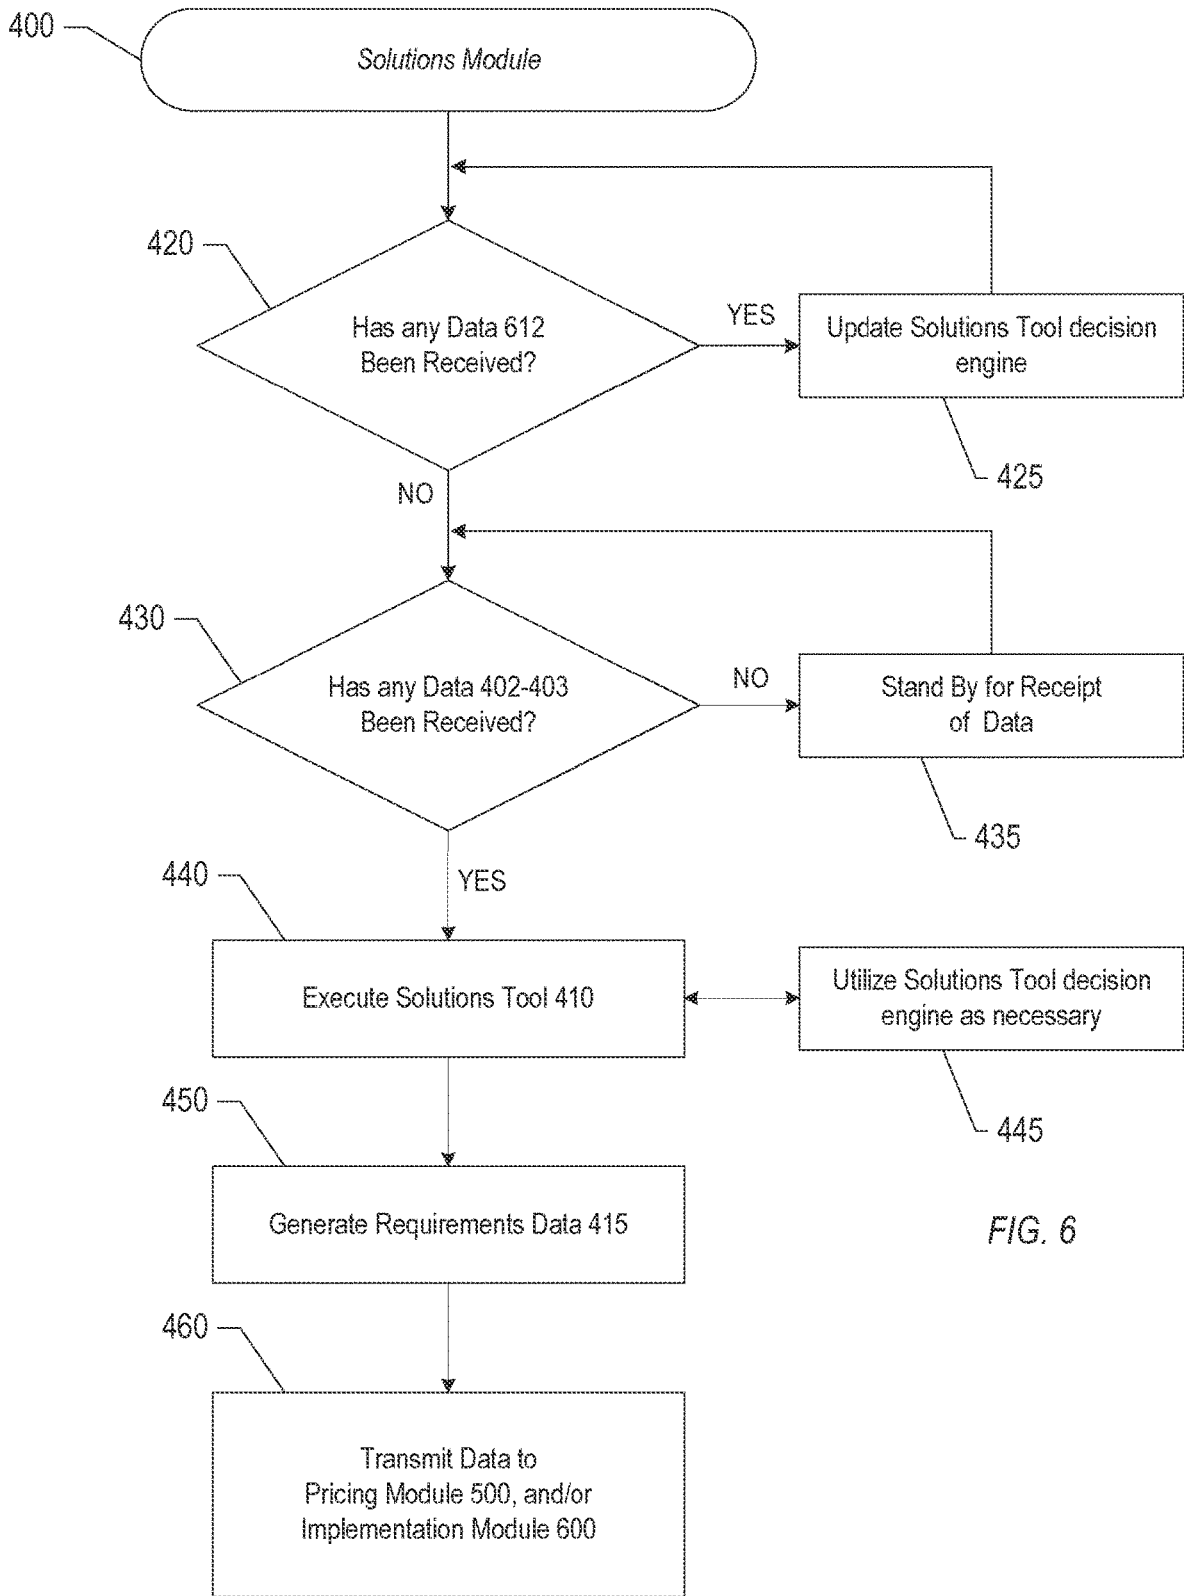 400
Solutions Module
420
Has any Data 612
Been Received?
YES
Update Solutions Tool decision
engine
425
NO
430
Has any Data 402-403
Been Received?
NO
Stand By for Receipt
of Data
435
YES
440
Execute Solutions Tool 410
Utilize Solutions Tool decision
engine as necessary
445
450
Generate Requirements Data 415
FIG. 6
460
Transmit Data to
Pricing Module 500, and/or
Implementation Module 600